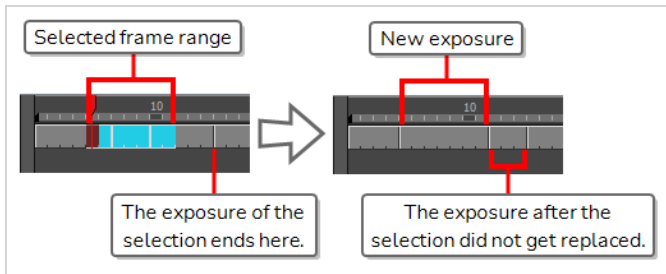 Selected frame range
New exposure
10
10
The exposure of the
selection ends here.
The exposure after the
selection did not get replaced.